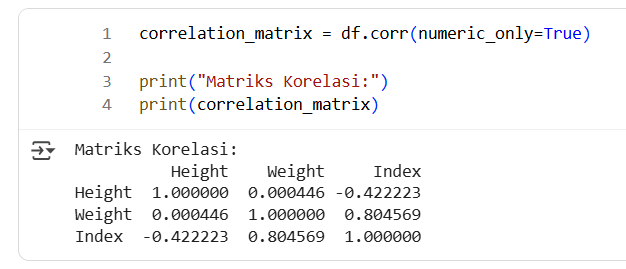 1 correlation_matrix = df.corr(numeric_only=True)
2
3 print("Matriks Korelasi:")
4 print(correlation_matrix)
Matriks Korelasi:
Height Weight Index
Height 1.000000 0.000446 -0.422223
Weight 0.000446 1.000000 0.804569
Index -0.422223 0.804569 1.000000